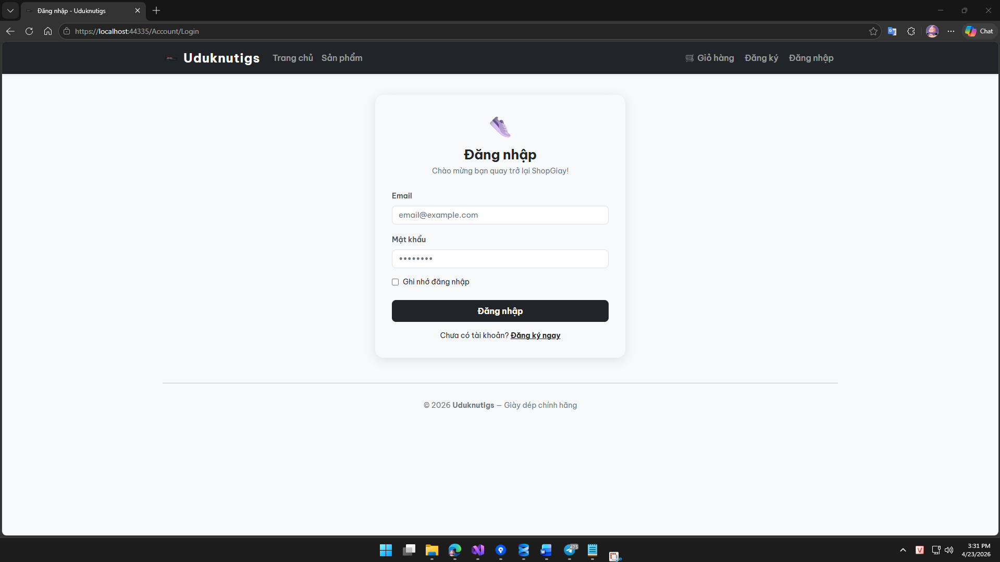 Đăng nhập - Uduknutigs
https://localhost:44335/Account/Login
Chat
Uduknutigs
Trang chủ
Sản phẩm
Giỏ hàng
Đăng ký
Đăng nhập
Đăng nhập
Chào mừng bạn quay trở lại ShopGiay!
Email
email@example.com
Mật khẩu
Ghi nhớ đăng nhập
Đăng nhập
Chưa có tài khoản? Đăng ký ngay
© 2026 Uduknutigs — Giày dép chính hãng
475
V
3:31 PM
4/23/2026